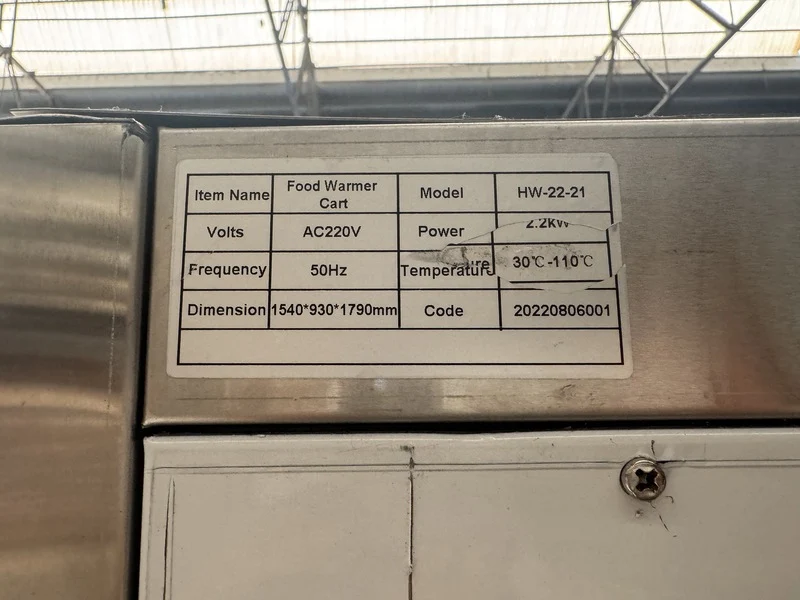 Item Name Food Warmer Cart Model HW-22-21
Volts AC220V Power 2.2kW
Frequency 50Hz Temperature 30℃-110℃
Dimension 1540*930*1790mm Code 20220806001